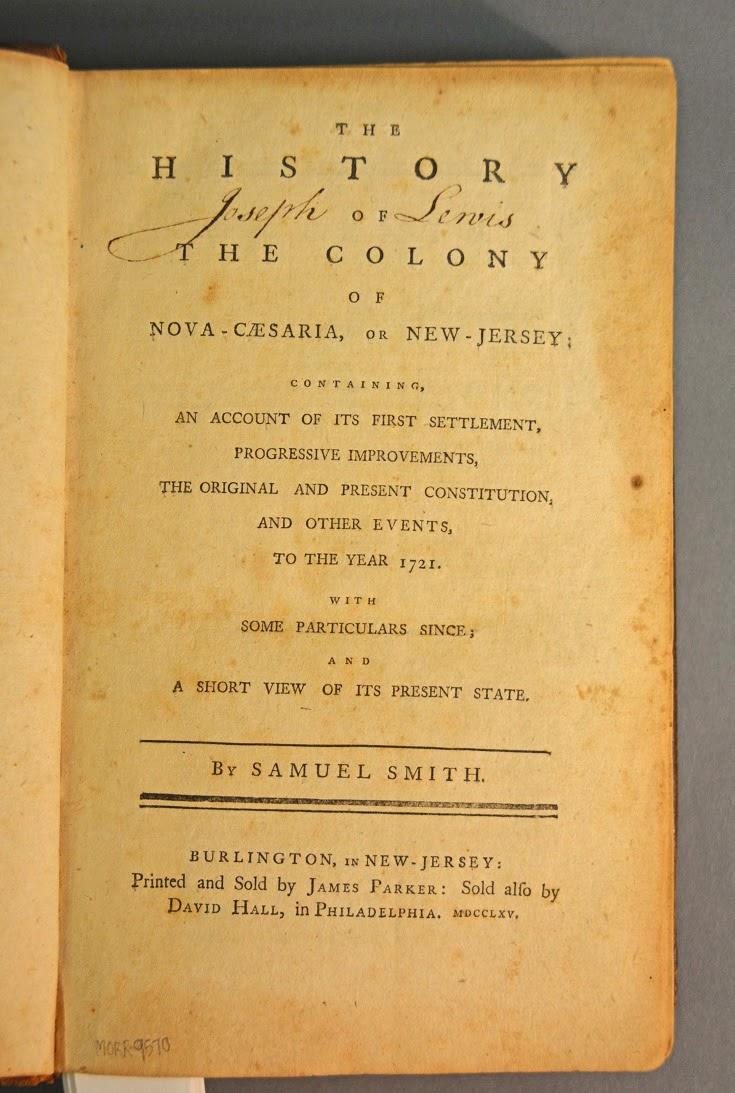 THE
HISTORY
Joseph OF Lewis
THE COLONY
OF
NOVA-CÆSARIA, OR NEW-JERSEY;
CONTAINING,
AN ACCOUNT OF ITS FIRST SETTLEMENT,
PROGRESSIVE IMPROVEMENTS,
THE ORIGINAL AND PRESENT CONSTITUTION,
AND OTHER EVENTS,
TO THE YEAR 1721.
WITH
SOME PARTICULARS SINCE;
AND
A SHORT VIEW OF ITS PRESENT STATE.
By SAMUEL SMITH.
BURLINGTON, IN NEW-JERSEY:
Printed and Sold by JAMES PARKER: Sold alſo by
DAVID HALL, in PHILADELPHIA. MDCCLXV.
MORR-9570